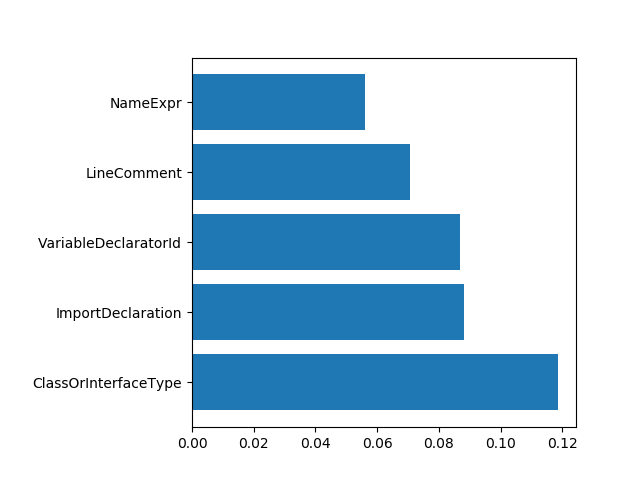 NameExpr
LineComment
VariableDeclaratorId
ImportDeclaration
ClassOrInterfaceType
0.00 0.02 0.04 0.06 0.08 0.10 0.12